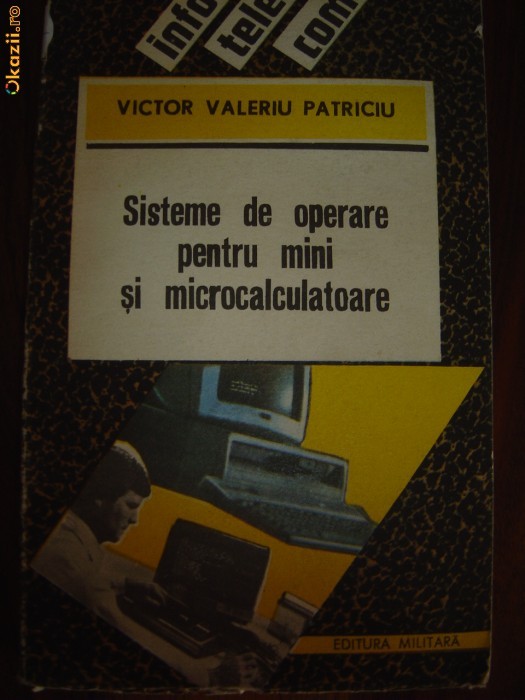 Okazii.ro
info
tele
com
VICTOR VALERIU PATRICIU
Sisteme de operare
pentru mini
și microcalculatoare
EDITURA MILITARĂ